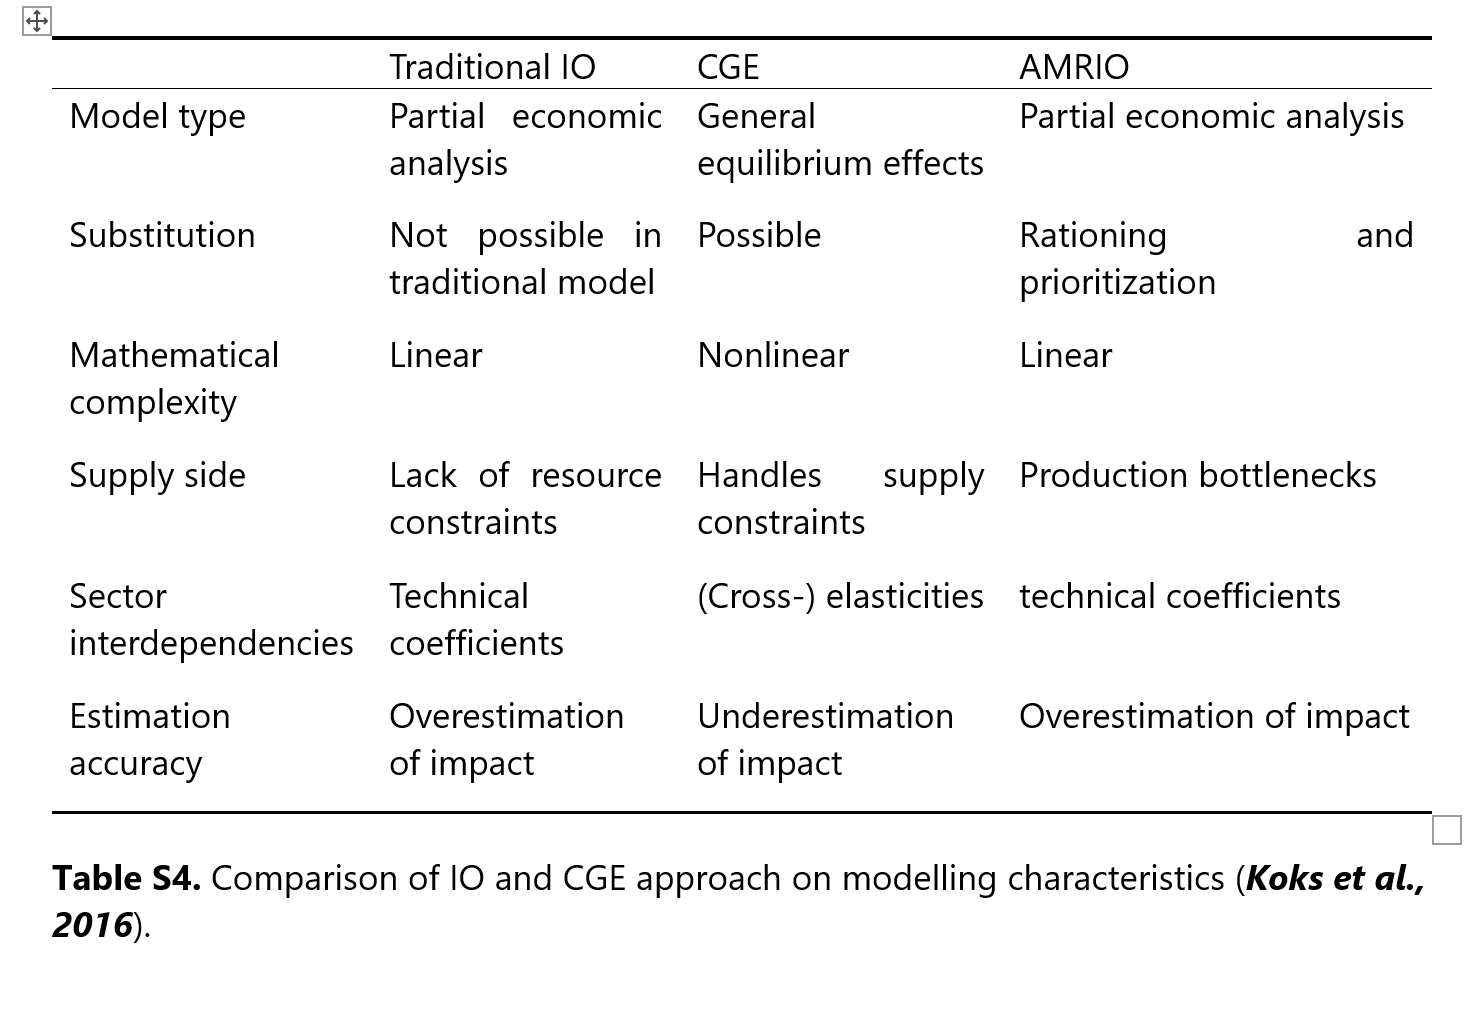 Traditional IO CGE AMRIO
Model type Partial economic General Partial economic analysis
analysis equilibrium effects
Substitution Not possible in Possible Rationing and
traditional model prioritization
Mathematical Linear Nonlinear Linear
complexity
Supply side Lack of resource Handles supply Production bottlenecks
constraints constraints
Sector Technical (Cross-) elasticities technical coefficients
interdependencies coefficients
Estimation Overestimation Underestimation Overestimation of impact
accuracy of impact of impact
Table S4. Comparison of IO and CGE approach on modelling characteristics (Koks et al.,
2016).